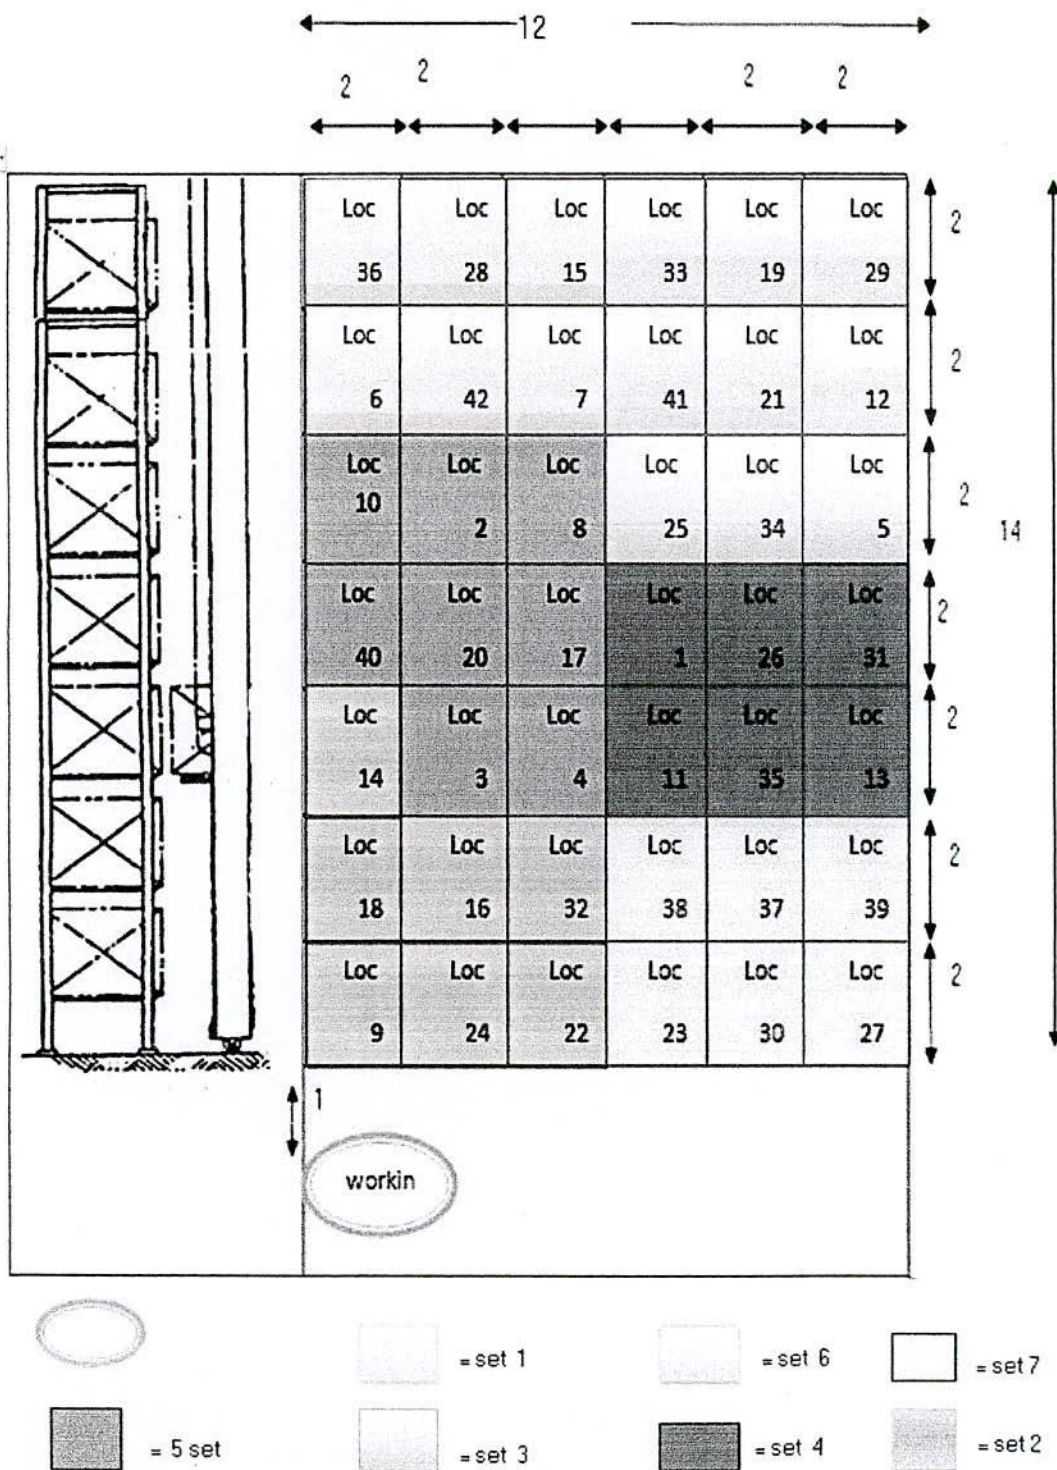 12
2 2 2 2
Loc Loc Loc Loc Loc Loc
36 28 15 33 19 29
2
Loc Loc Loc Loc Loc Loc
6 42 7 41 21 12
2
Loc Loc Loc Loc Loc Loc
10 2 8 25 34 5
2
14
Loc Loc Loc Loc Loc Loc
40 20 17 1 26 31
2
Loc Loc Loc Loc Loc Loc
14 3 4 11 35 13
2
Loc Loc Loc Loc Loc Loc
18 16 32 38 37 39
2
Loc Loc Loc Loc Loc Loc
9 24 22 23 30 27
2
1
workin
= set 1 = set 6 = set 7
= 5 set = set 3 = set 4 = set 2